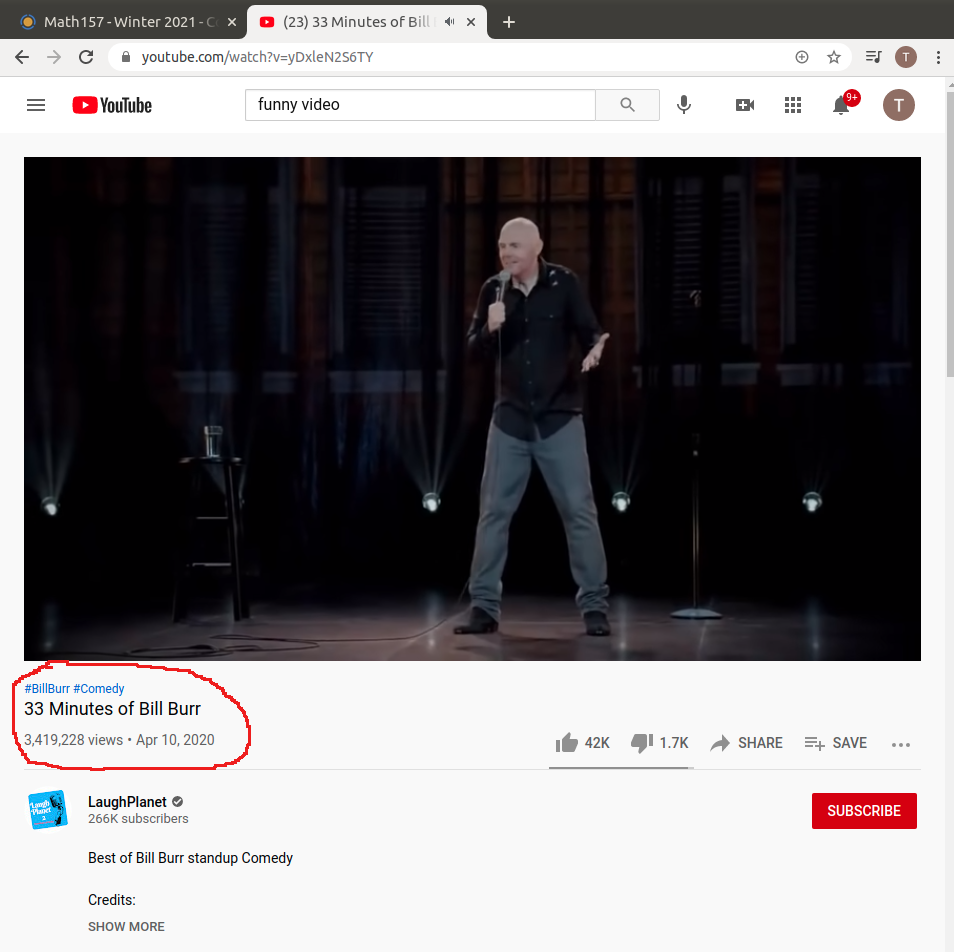 Math157 - Winter 2021 - C
(23) 33 Minutes of Bill
youtube.com/watch?v=yDxleN2S6TY
T
YouTube
funny video
9+
T
#BillBurr #Comedy
33 Minutes of Bill Burr
3,419,228 views • Apr 10, 2020
42K
1.7K
SHARE
SAVE
Laugh
Planet
LaughPlanet
266K subscribers
SUBSCRIBE
Best of Bill Burr standup Comedy
Credits:
SHOW MORE